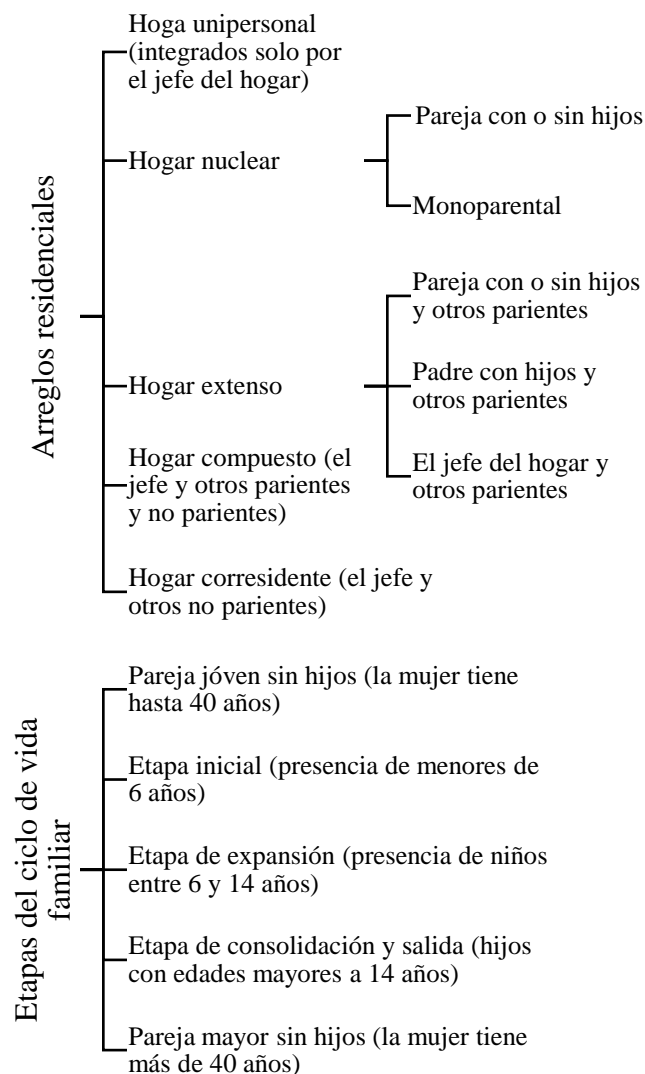 Arreglos residenciales
Hoga unipersonal
(integrados solo por
el jefe del hogar)
Hogar nuclear
Pareja con o sin hijos
Monoparental
Hogar extenso
Pareja con o sin hijos
y otros parientes
Padre con hijos y
otros parientes
El jefe del hogar y
otros parientes
Hogar compuesto (el
jefe y otros parientes
y no parientes)
Hogar corresidente (el jefe y
otros no parientes)
Etapas del ciclo de vida
familiar
Pareja jóven sin hijos (la mujer tiene
hasta 40 años)
Etapa inicial (presencia de menores de
6 años)
Etapa de expansión (presencia de niños
entre 6 y 14 años)
Etapa de consolidación y salida (hijos
con edades mayores a 14 años)
Pareja mayor sin hijos (la mujer tiene
más de 40 años)